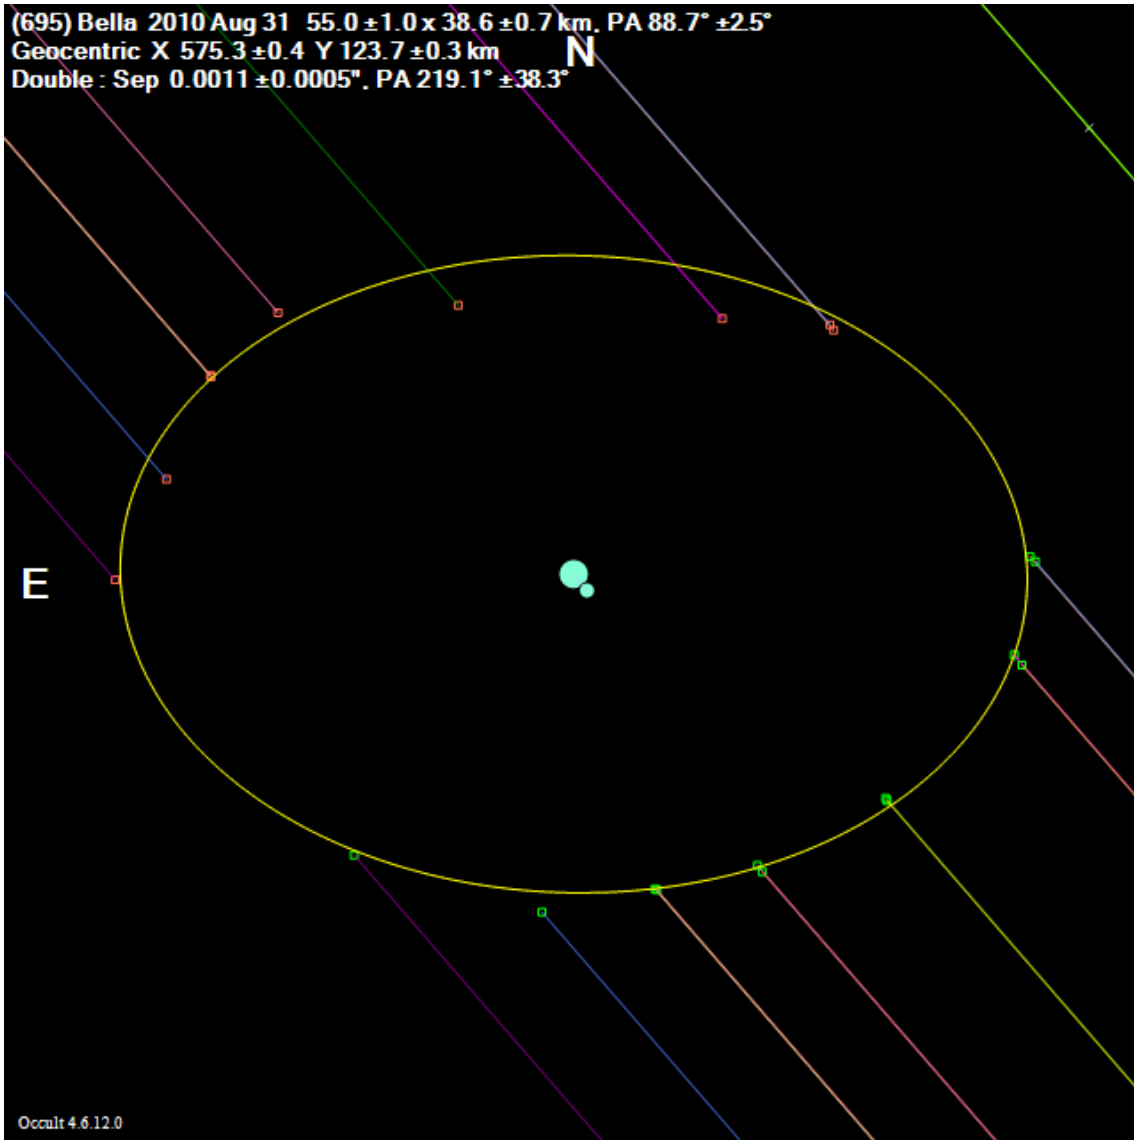 (695) Bella 2010 Aug 31 55.0 ±1.0 x 38.6 ±0.7 km, PA 88.7° ±2.5°
Geocentric X 575.3 ±0.4 Y 123.7 ±0.3 km
N
Double : Sep 0.0011 ±0.0005", PA 219.1° ±38.3°
E
Occult 4.6.12.0